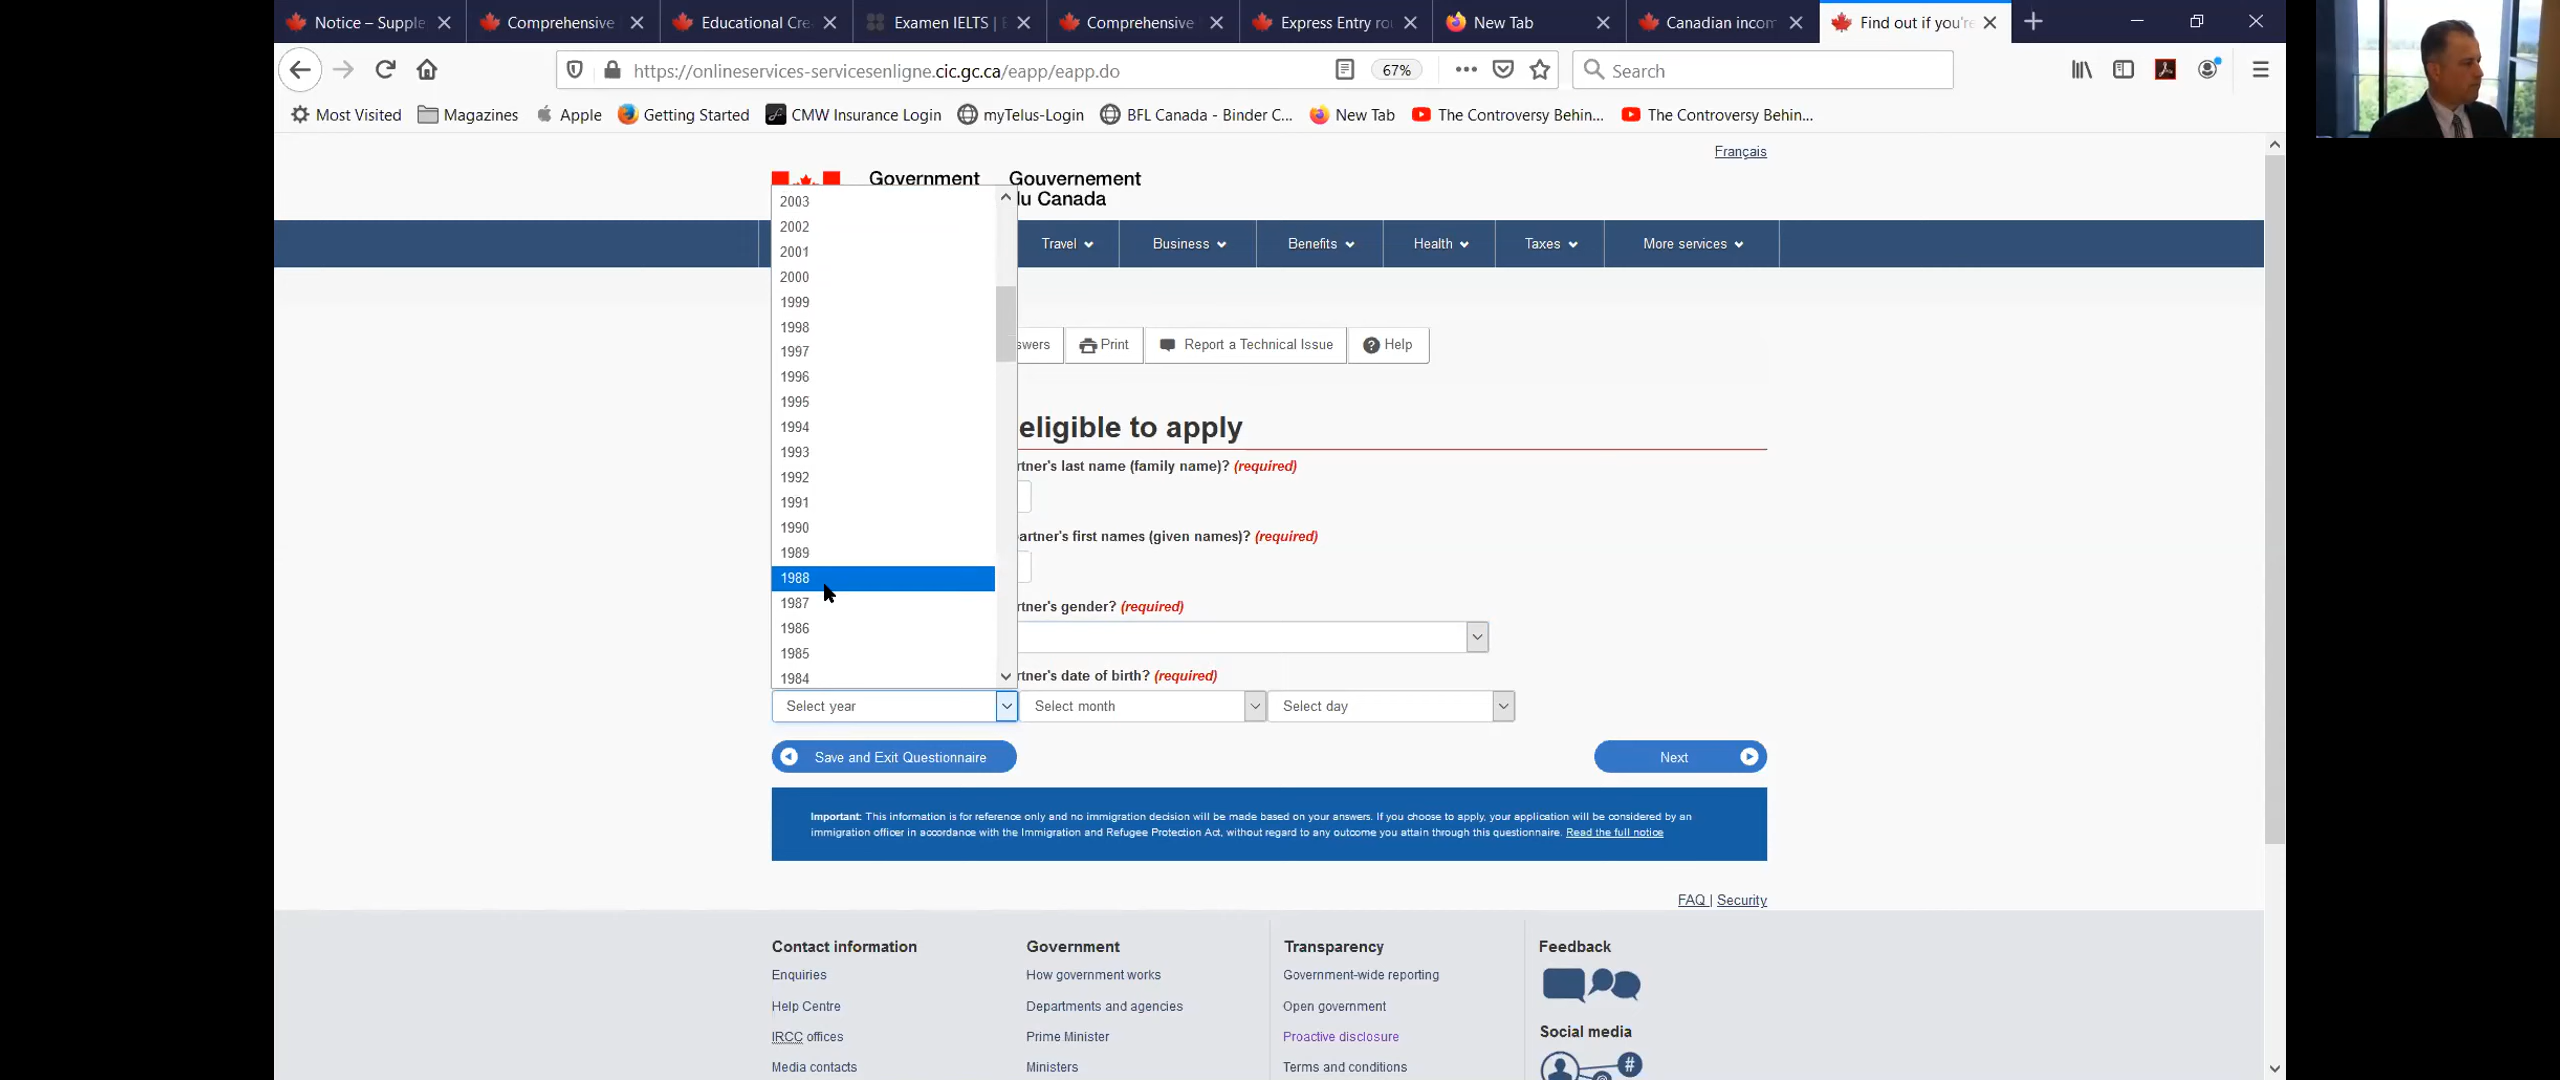 Notice – Supple
Comprehensive
Educational Cre
Examen IELTS |
Comprehensive
Express Entry ro
New Tab
Canadian incom
Find out if you're
https://onlineservices-servicesenligne.cic.gc.ca/eapp/eapp.do
67%
Search
Most Visited
Magazines
Apple
Getting Started
CMW Insurance Login
myTelus-Login
BFL Canada - Binder C...
New Tab
The Controversy Behin...
The Controversy Behin...
Français
Government
Gouvernement
du Canada
Travel
Business
Benefits
Health
Taxes
More services
swers
Print
Report a Technical Issue
Help
eligible to apply
rtner's last name (family name)? (required)
artner's first names (given names)? (required)
rtner's gender? (required)
rtner's date of birth? (required)
2003
2002
2001
2000
1999
1998
1997
1996
1995
1994
1993
1992
1991
1990
1989
1988
1987
1986
1985
1984
Select year
Select month
Select day
Save and Exit Questionnaire
Next
Important: This information is for reference only and no immigration decision will be made based on your answers. If you choose to apply, your application will be considered by an
immigration officer in accordance with the Immigration and Refugee Protection Act, without regard to any outcome you attain through this questionnaire. Read the full notice
FAQ | Security
Contact information
Enquiries
Help Centre
IRCC offices
Media contacts
Government
How government works
Departments and agencies
Prime Minister
Ministers
Transparency
Government-wide reporting
Open government
Proactive disclosure
Terms and conditions
Feedback
Social media
#